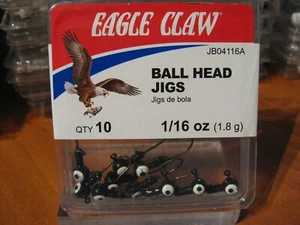 EAGLE CLAW
JB04116A
BALL HEAD
JIGS
Jigs de bola
QTY 10
1/16 oz (1.8 g)